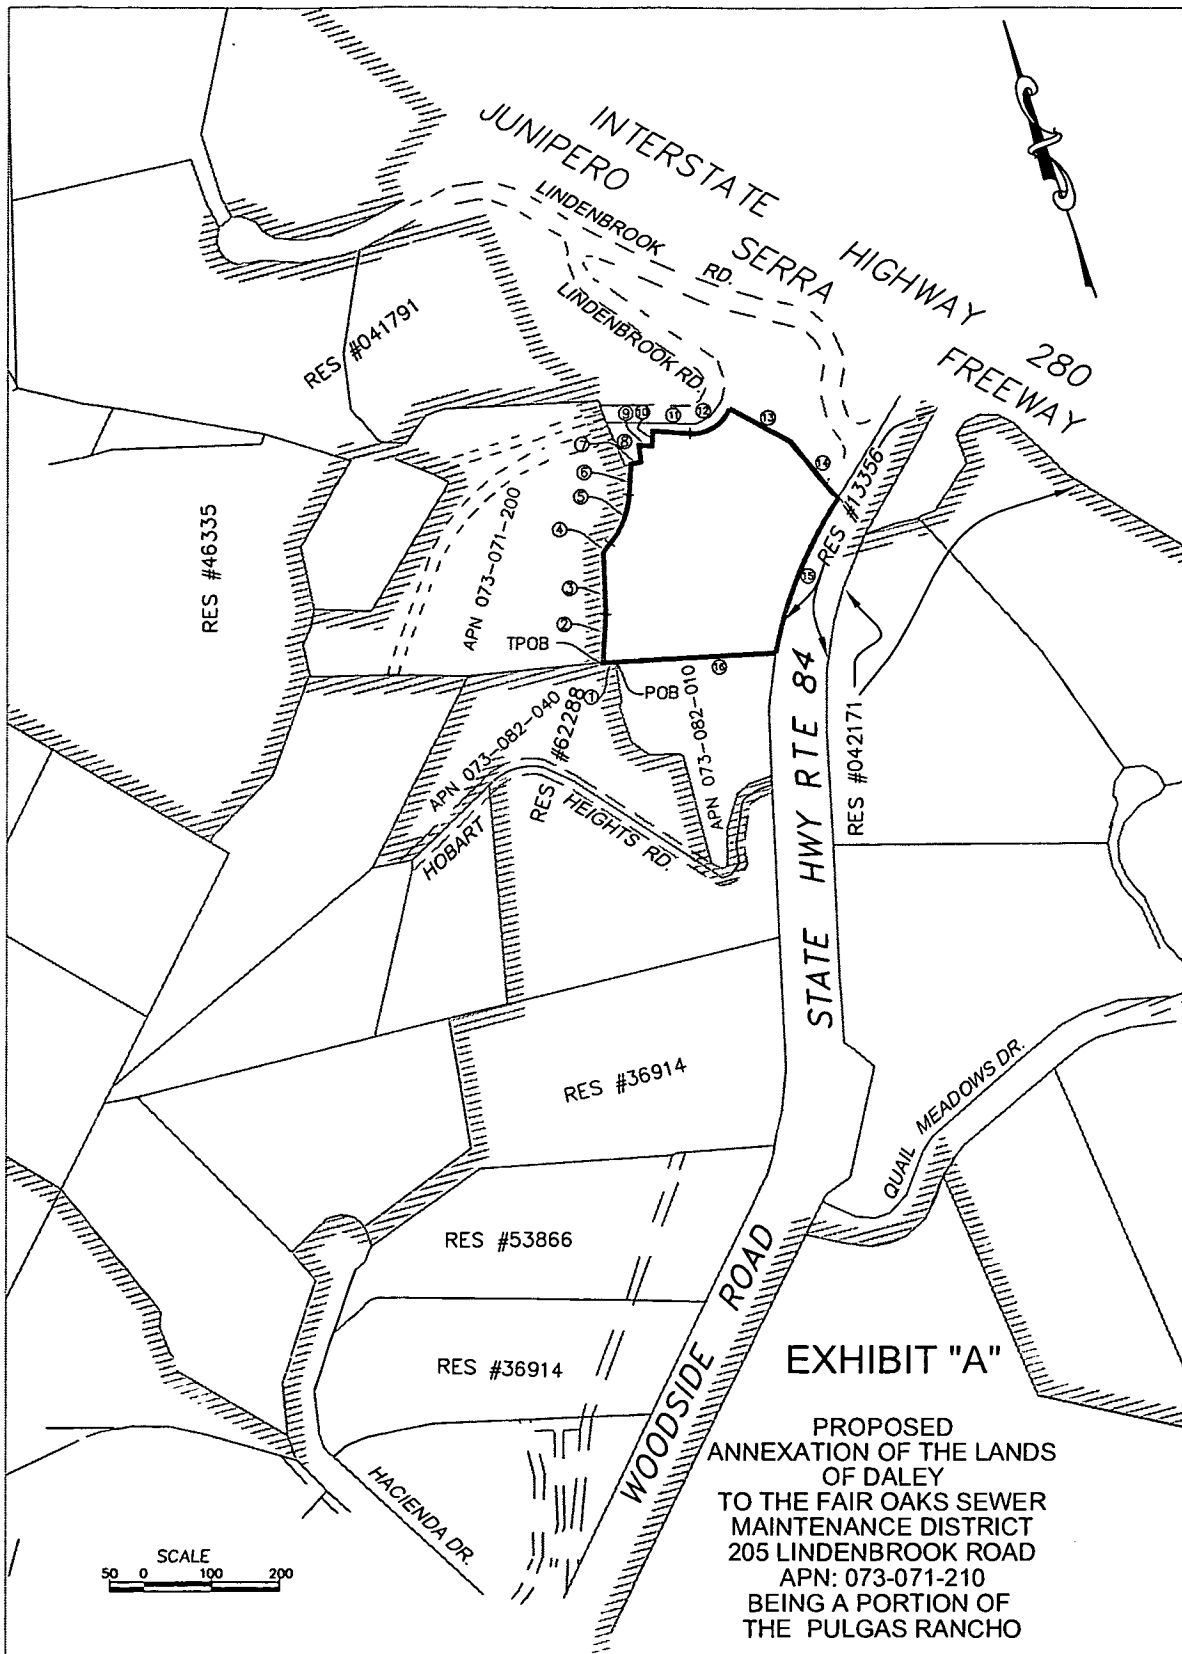 INTERSTATE HIGHWAY 280
JUNIPERO SERRA FREEWAY
LINDENBROOK RD.
LINDENBROOK RD.
RES #041791
RES #13356
RES #46335
APN 073-071-200
9
10
11
12
13
7
8
14
6
5
4
15
3
2
TPOB
16
1
POB
APN 073-082-040
RES #62288
APN 073-082-010
HOBART HEIGHTS RD.
STATE HWY RTE 84
RES #042171
RES #36914
QUAIL MEADOWS DR.
RES #53866
RES #36914
WOODSIDE ROAD
HACIENDA DR.
SCALE
50 0 100 200
EXHIBIT "A"
PROPOSED
ANNEXATION OF THE LANDS
OF DALEY
TO THE FAIR OAKS SEWER
MAINTENANCE DISTRICT
205 LINDENBROOK ROAD
APN: 073-071-210
BEING A PORTION OF
THE PULGAS RANCHO